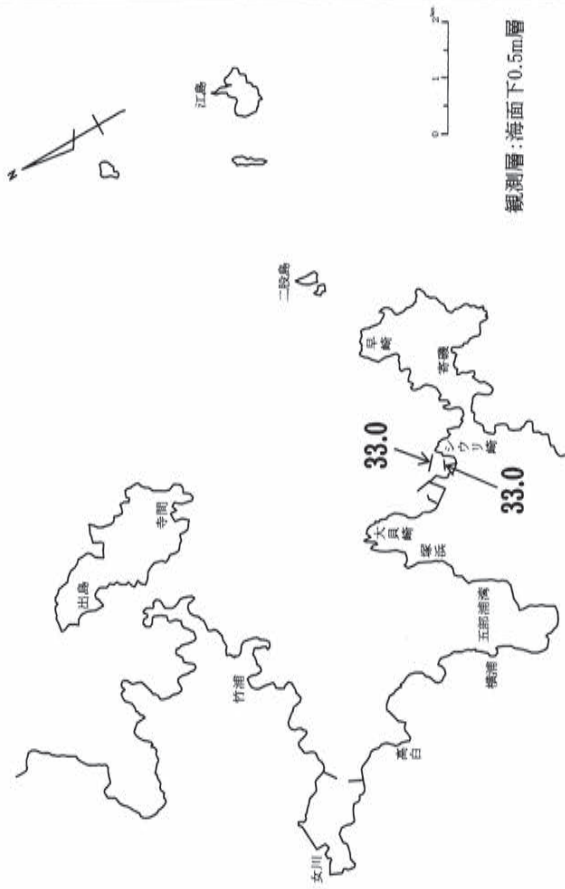 N
江島
二股島
早崎
寄磯
シウリ崎
33.0
33.0
大貝崎
塚浜
五部浦湾
横浦
高白
女川
竹浦
出島
寺間
0 1 2km
観測層:海面下0.5m層